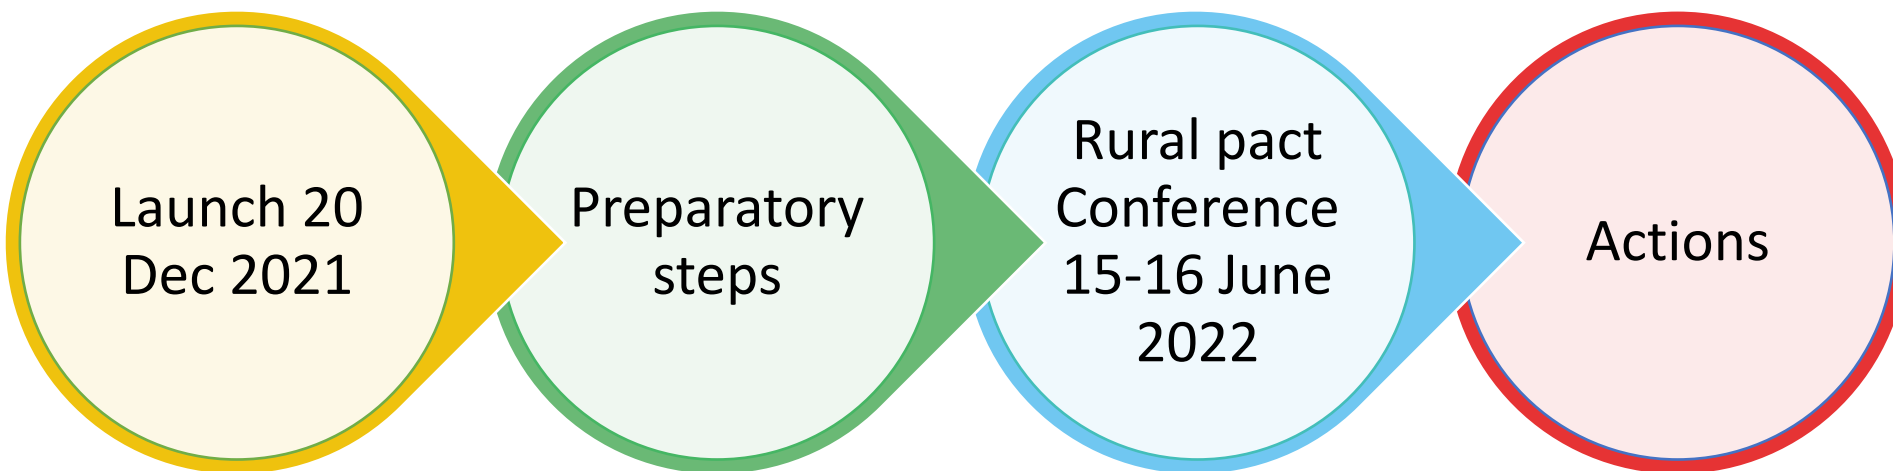 Launch 20
Dec 2021
Preparatory
steps
Rural pact
Conference
15-16 June
2022
Actions